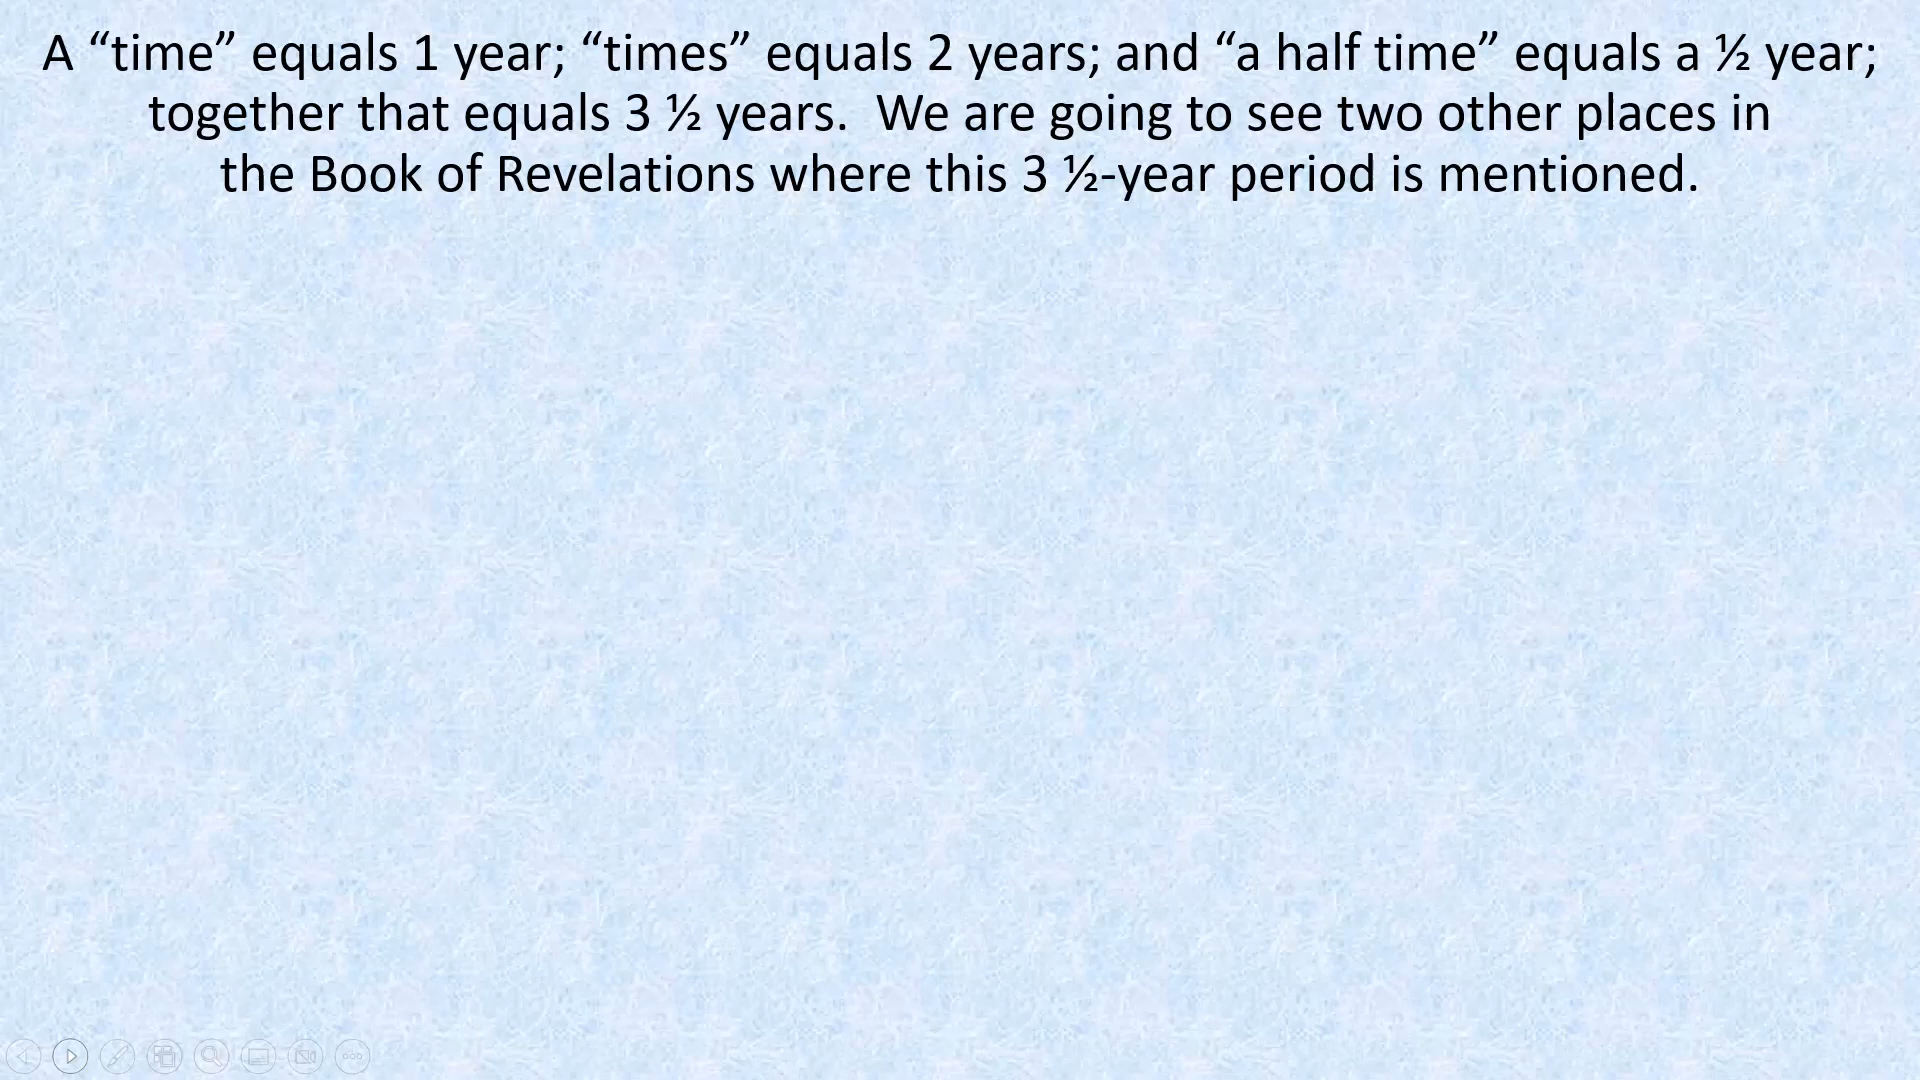 A “time” equals 1 year; “times” equals 2 years; and “a half time” equals a ½ year;
together that equals 3 ½ years.  We are going to see two other places in
the Book of Revelations where this 3 ½-year period is mentioned.